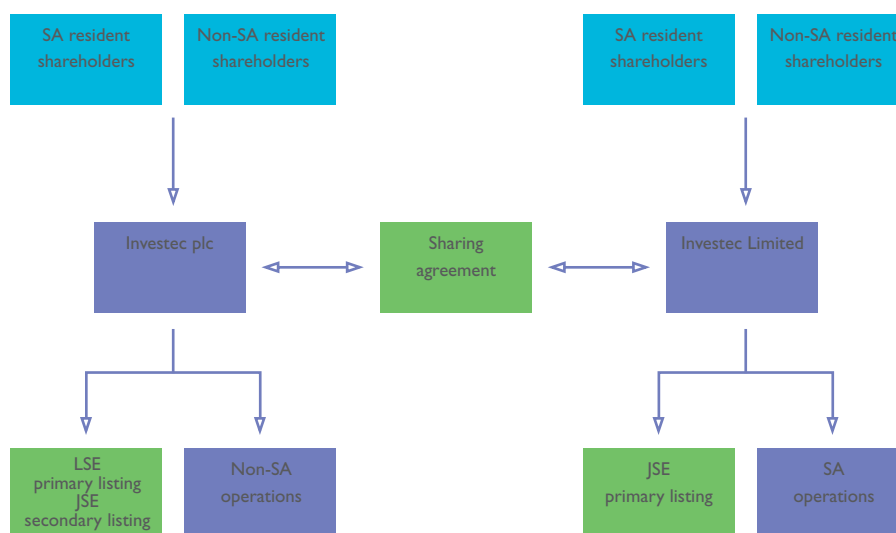 SA resident
shareholders
Non-SA resident
shareholders
SA resident
shareholders
Non-SA resident
shareholders
Investec plc
Sharing
agreement
Investec Limited
LSE
primary listing
JSE
secondary listing
Non-SA
operations
JSE
primary listing
SA
operations